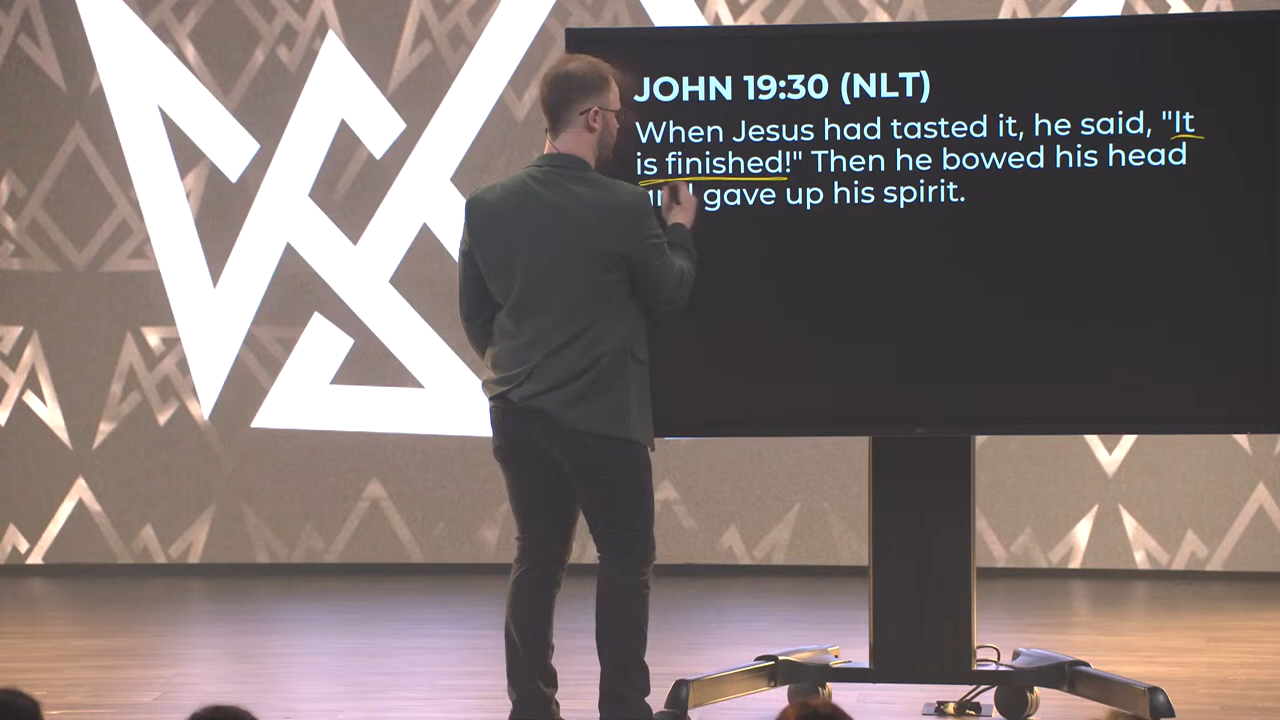 JOHN 19:30 (NLT)
When Jesus had tasted it, he said, "It
is finished!" Then he bowed his head
and gave up his spirit.